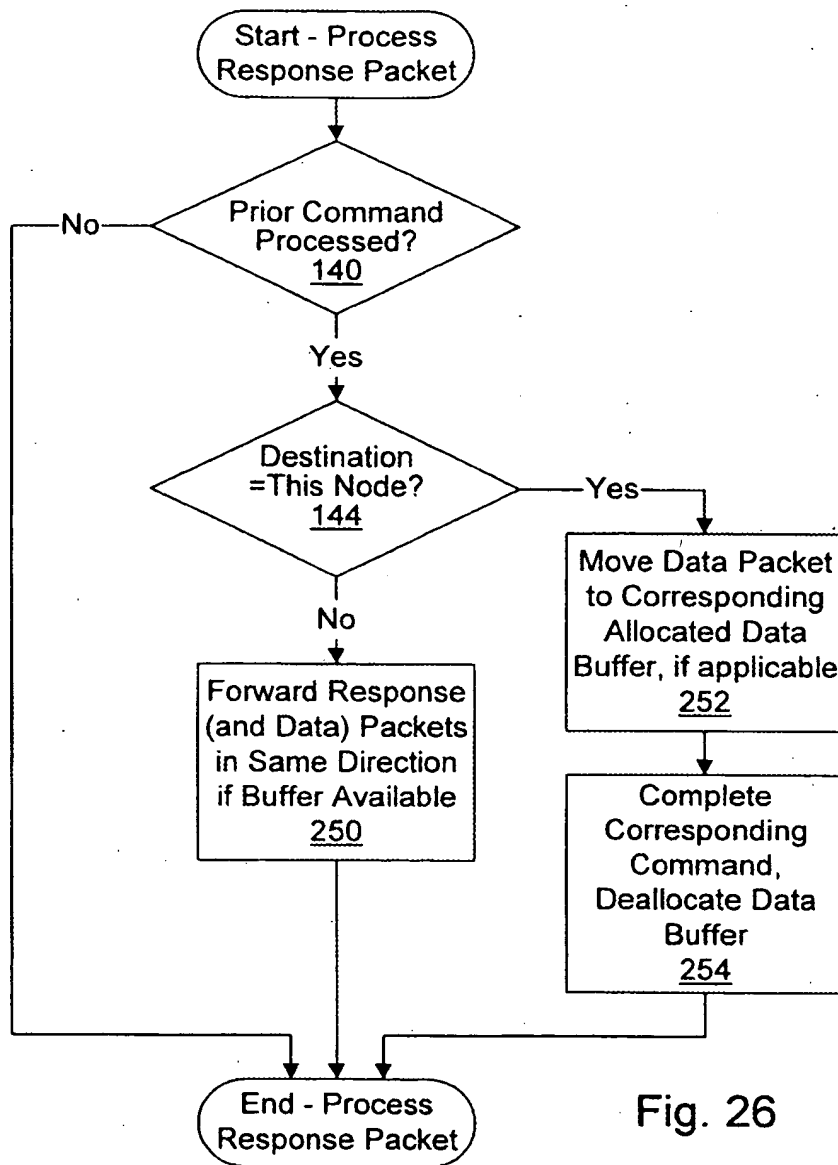 Start - Process
Response Packet
No
Prior Command
Processed?
140
Yes
Destination
=This Node?
144
Yes
No
Move Data Packet
to Corresponding
Allocated Data
Buffer, if applicable
252
Forward Response
(and Data) Packets
in Same Direction
if Buffer Available
250
Complete
Corresponding
Command,
Deallocate Data
Buffer
254
End - Process
Response Packet
Fig. 26